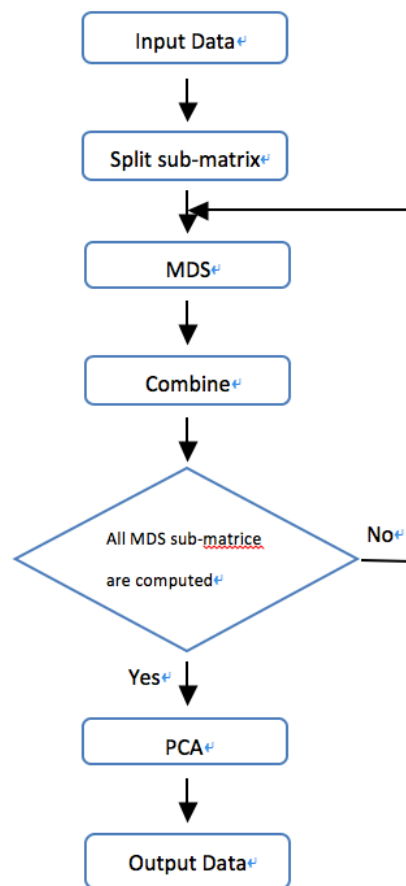 Input Data
Split sub-matrix
MDS
Combine
All MDS sub-matrice
are computed
No
Yes
PCA
Output Data